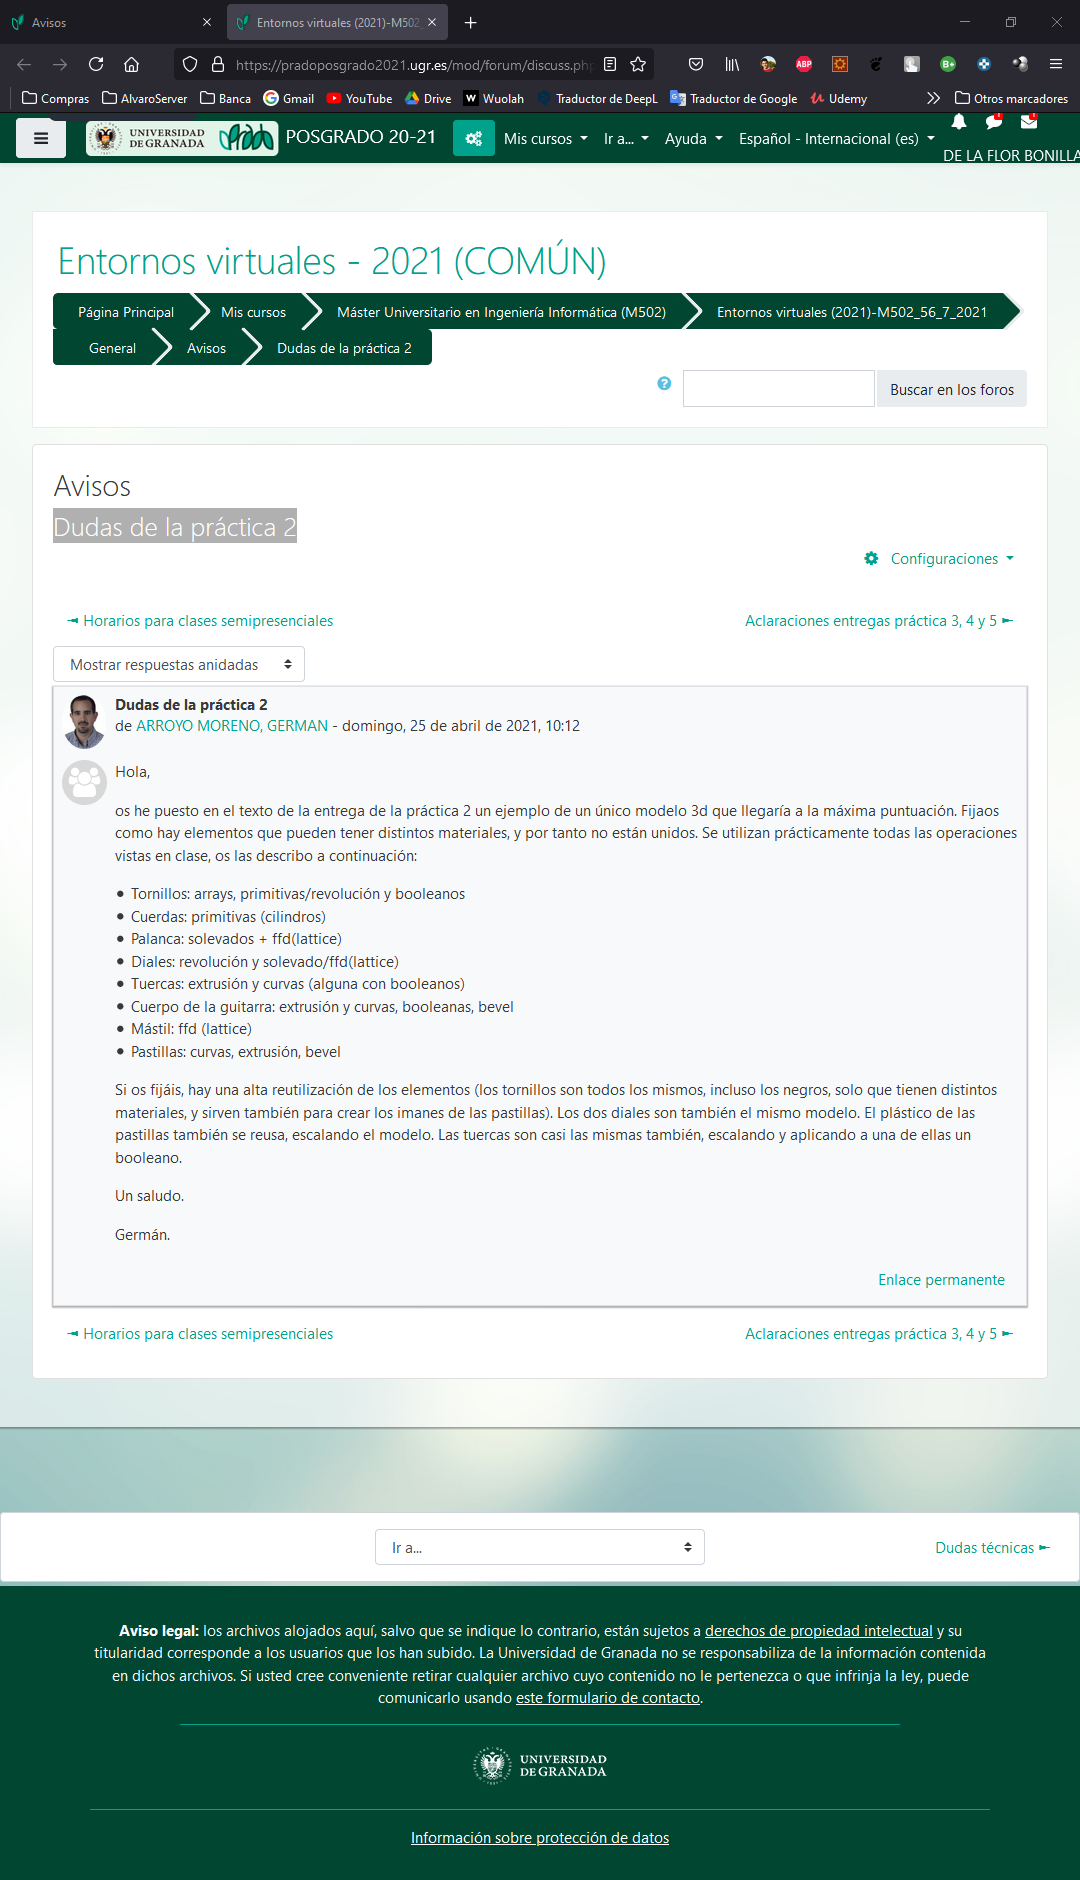 Avisos
Entornos virtuales (2021)-M502
https://pradoposgrado2021.ugr.es/mod/forum/discuss.php
Compras AlvaroServer Banca Gmail YouTube Drive Wuolah Traductor de DeepL Traductor de Google Udemy Otros marcadores
UNIVERSIDAD DE GRANADA POSGRADO 20-21 Mis cursos Ir a... Ayuda Español - Internacional (es)
DE LA FLOR BONILLA
Entornos virtuales - 2021 (COMÚN)
Página Principal Mis cursos Máster Universitario en Ingeniería Informática (M502) Entornos virtuales (2021)-M502_56_7_2021
General Avisos Dudas de la práctica 2
Buscar en los foros
Avisos
Dudas de la práctica 2
Configuraciones
◄ Horarios para clases semipresenciales Aclaraciones entregas práctica 3, 4 y 5 ►
Mostrar respuestas anidadas
Dudas de la práctica 2
de ARROYO MORENO, GERMAN - domingo, 25 de abril de 2021, 10:12
Hola,
os he puesto en el texto de la entrega de la práctica 2 un ejemplo de un único modelo 3d que llegaría a la máxima puntuación. Fijaos
como hay elementos que pueden tener distintos materiales, y por tanto no están unidos. Se utilizan prácticamente todas las operaciones
vistas en clase, os las describo a continuación:
• Tornillos: arrays, primitivas/revolución y booleanos
• Cuerdas: primitivas (cilindros)
• Palanca: solevados + ffd(lattice)
• Diales: revolución y solevado/ffd(lattice)
• Tuercas: extrusión y curvas (alguna con booleanos)
• Cuerpo de la guitarra: extrusión y curvas, booleanas, bevel
• Mástil: ffd (lattice)
• Pastillas: curvas, extrusión, bevel
Si os fijáis, hay una alta reutilización de los elementos (los tornillos son todos los mismos, incluso los negros, solo que tienen distintos
materiales, y sirven también para crear los imanes de las pastillas). Los dos diales son también el mismo modelo. El plástico de las
pastillas también se reusa, escalando el modelo. Las tuercas son casi las mismas también, escalando y aplicando a una de ellas un
booleano.
Un saludo.
Germán.
Enlace permanente
◄ Horarios para clases semipresenciales Aclaraciones entregas práctica 3, 4 y 5 ►
Ir a...
Dudas técnicas ►
Aviso legal: los archivos alojados aquí, salvo que se indique lo contrario, están sujetos a derechos de propiedad intelectual y su
titularidad corresponde a los usuarios que los han subido. La Universidad de Granada no se responsabiliza de la información contenida
en dichos archivos. Si usted cree conveniente retirar cualquier archivo cuyo contenido no le pertenezca o que infrinja la ley, puede
comunicarlo usando este formulario de contacto.
UNIVERSIDAD
DE GRANADA
Información sobre protección de datos